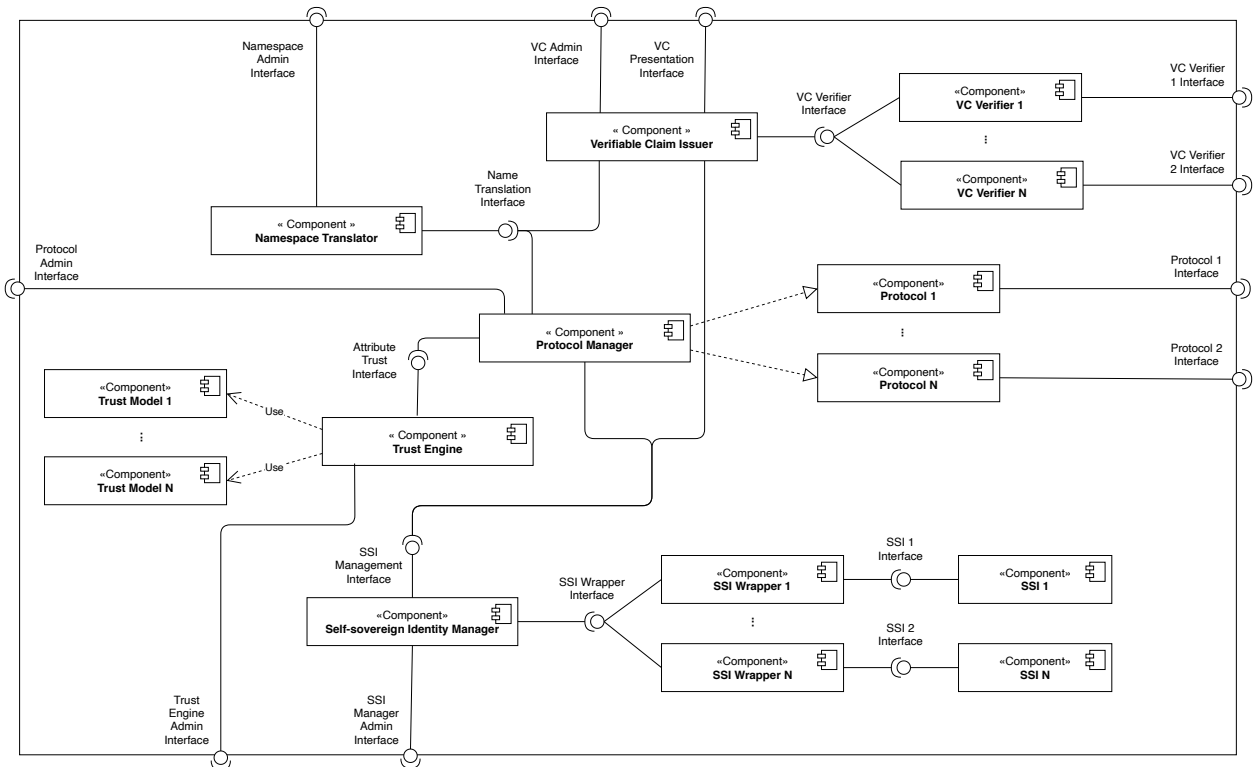 Namespace
Admin
Interface
VC Admin
Interface
VC
Presentation
Interface
VC Verifier
1 Interface
VC Verifier
Interface
«Component»
VC Verifier 1
...
« Component »
Verifiable Claim Issuer
VC Verifier
2 Interface
«Component»
VC Verifier N
Name
Translation
Interface
« Component »
Namespace Translator
Protocol
Admin
Interface
Protocol 1
Interface
«Component»
Protocol 1
...
« Component »
Protocol Manager
Attribute
Trust
Interface
Protocol 2
Interface
«Component»
Protocol N
«Component»
Trust Model 1
Use
...
« Component »
Trust Engine
«Component»
Trust Model N
Use
SSI
Management
Interface
SSI Wrapper
Interface
SSI 1
Interface
«Component»
SSI Wrapper 1
«Component»
SSI 1
...
«Component»
Self-sovereign Identity Manager
SSI 2
Interface
«Component»
SSI Wrapper N
«Component»
SSI N
Trust
Engine
Admin
Interface
SSI
Manager
Admin
Interface